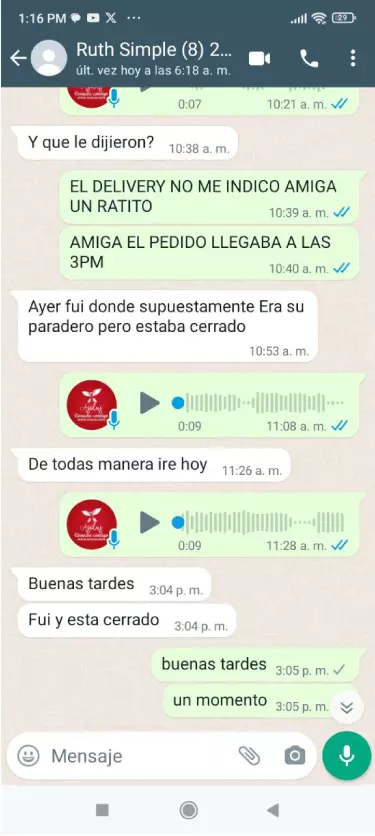 1:16 PM
29
Ruth Simple (8) 2...
últ. vez hoy a las 6:18 a. m.
0:07
10:21 a. m.
Y que le dijieron?
10:38 a. m.
EL DELIVERY NO ME INDICO AMIGA
UN RATITO
10:39 a. m.
AMIGA EL PEDIDO LLEGABA A LAS
3PM
10:40 a. m.
Ayer fui donde supuestamente Era su
paradero pero estaba cerrado
10:53 a. m.
0:09
11:08 a. m.
De todas manera ire hoy
11:26 a. m.
0:09
11:28 a. m.
Buenas tardes
3:04 p. m.
Fui y esta cerrado
3:04 p. m.
buenas tardes
3:05 p. m.
un momento
3:05 p. m.
Mensaje